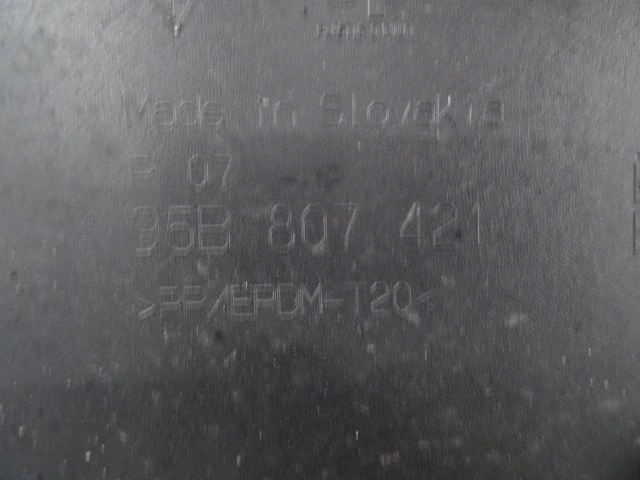 Made in Slovakia
P 07
95B 807 421
>PP/EPDM-T20<